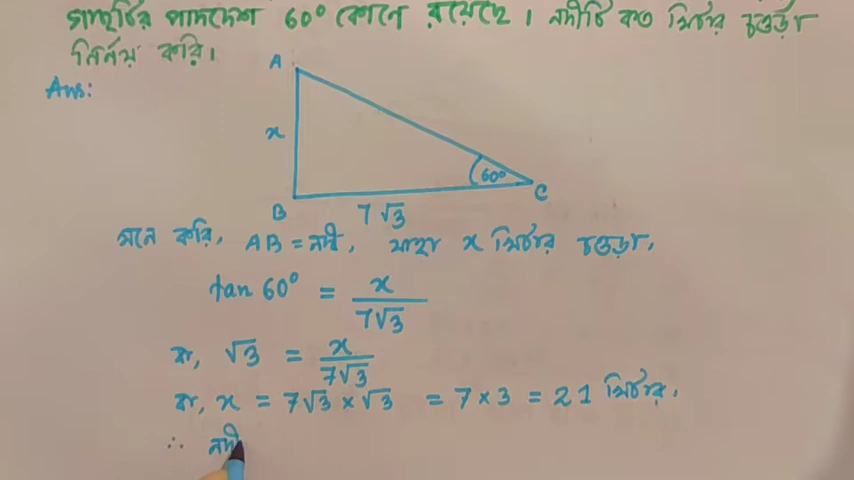 গাছটির পাদদেশ 60° কোণে রয়েছে। নদীটি কত মিটার চওড়া
নির্ণয় করি।
Ans:
A
x
60°
B
C
7√3
মনে করি, AB = নদী, যাহা x মিটার চওড়া,
tan 60° = x / 7√3
বা, √3 = x / 7√3
বা, x = 7√3 × √3 = 7 × 3 = 21 মিটার,
∴ নদী